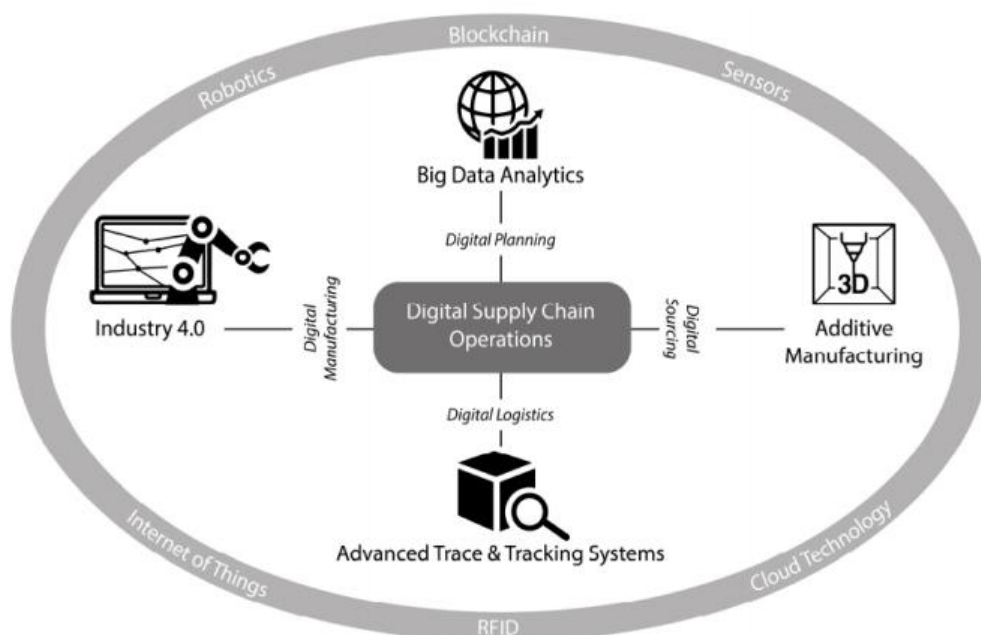 Blockchain
Robotics
Sensors
Big Data Analytics
Digital Planning
3D
Industry 4.0
Digital
Manufacturing
Digital Supply Chain
Operations
Digital
Sourcing
Additive
Manufacturing
Digital Logistics
Advanced Trace & Tracking Systems
Internet of Things
Cloud Technology
RFID